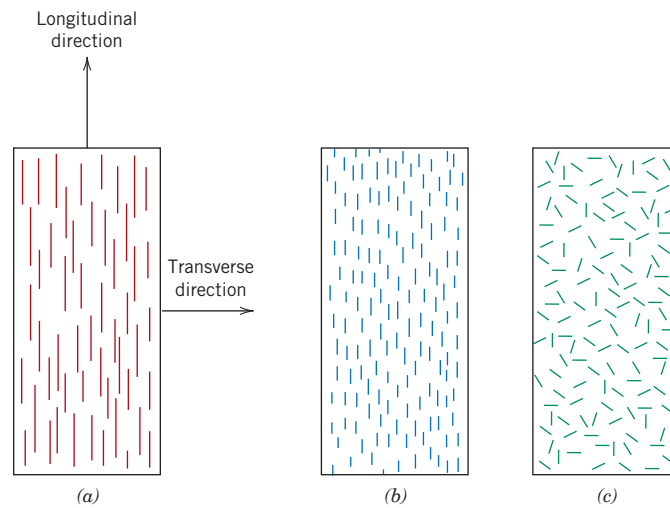 Longitudinal
direction
Transverse
direction
(a)
(b)
(c)